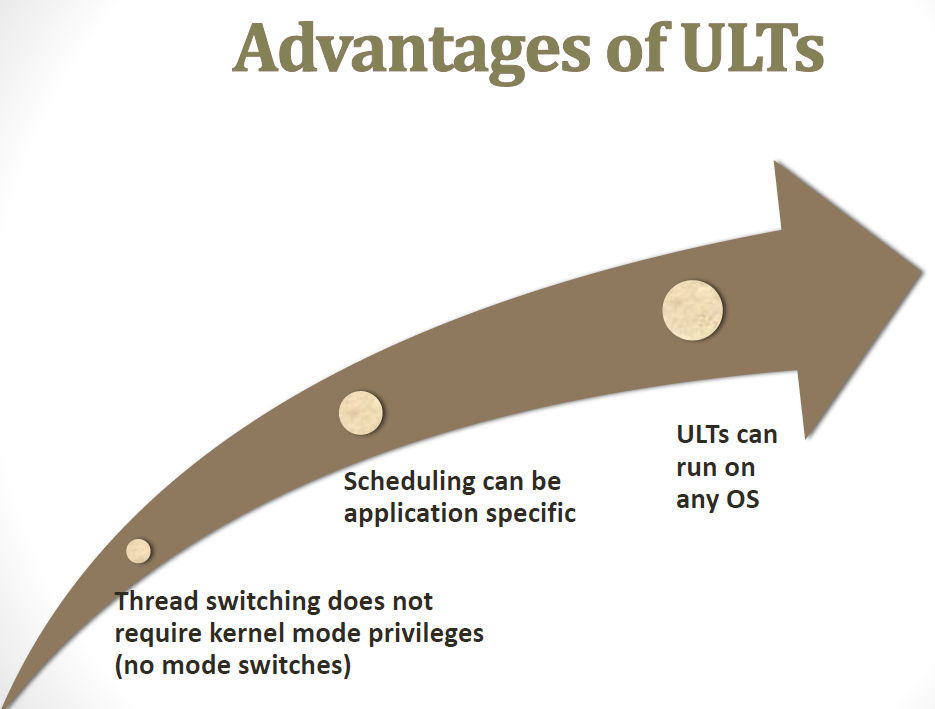 Advantages of ULTs
Thread switching does not
require kernel mode privileges
(no mode switches)
Scheduling can be
application specific
ULTs can
run on
any OS